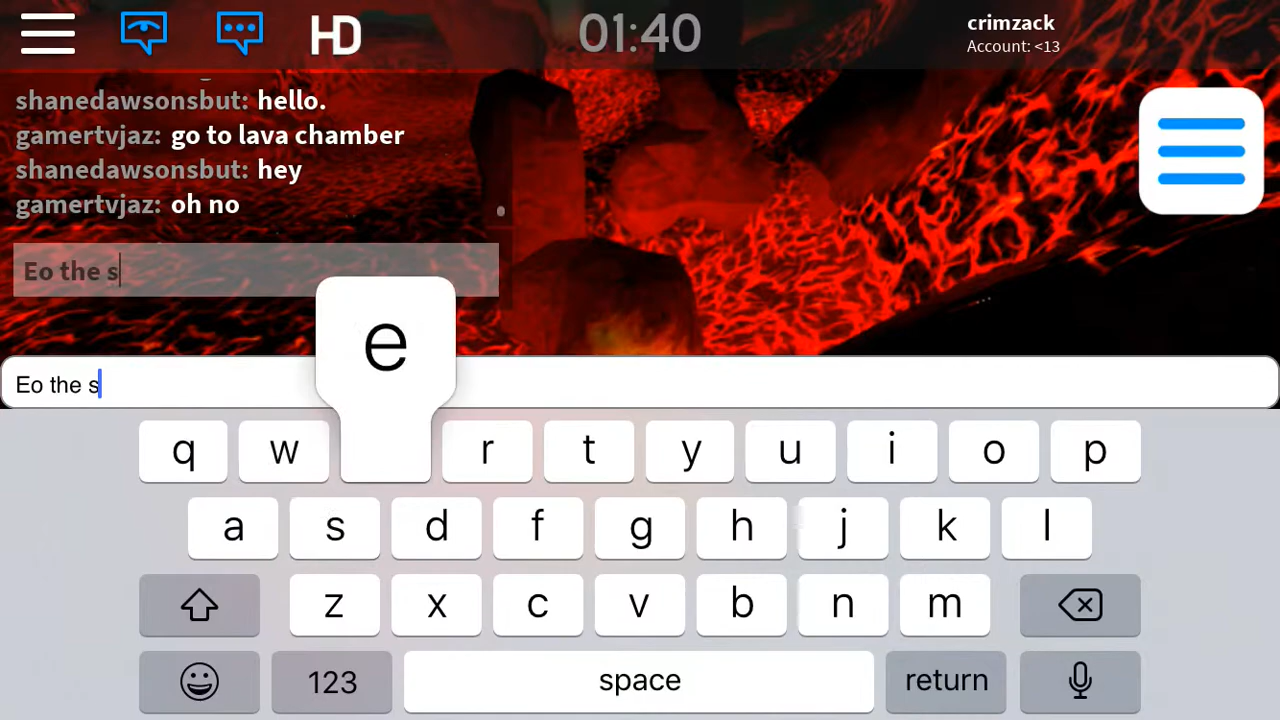 HD
01:40
crimzack
Account: <13
shanedawsonsbut: hello.
gamertvjaz: go to lava chamber
shanedawsonsbut: hey
gamertvjaz: oh no
Eo the s
e
Eo the s
q w r t y u i o p
a s d f g h j k l
z x c v b n m
123 space return